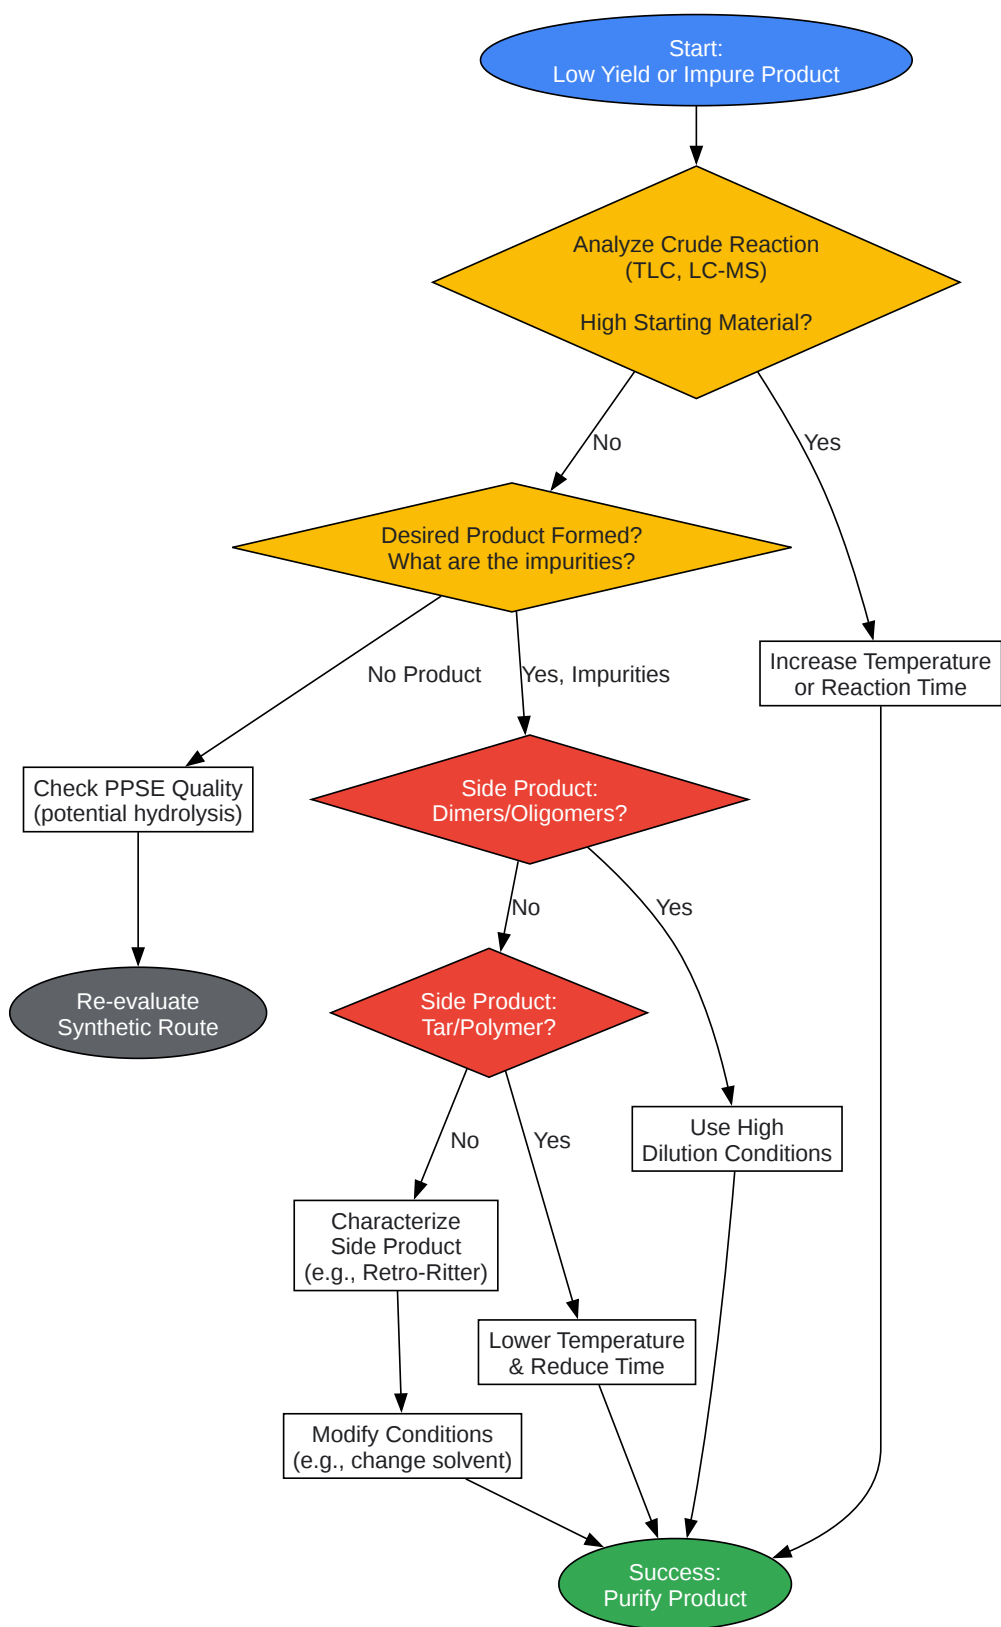 Start:
Low Yield or Impure Product
Analyze Crude Reaction
(TLC, LC-MS)
High Starting Material?
No
Yes
Desired Product Formed?
What are the impurities?
No Product
Yes, Impurities
Increase Temperature
or Reaction Time
Check PPSE Quality
(potential hydrolysis)
Side Product:
Dimers/Oligomers?
No
Yes
Re-evaluate
Synthetic Route
Side Product:
Tar/Polymer?
No
Yes
Use High
Dilution Conditions
Characterize
Side Product
(e.g., Retro-Ritter)
Lower Temperature
& Reduce Time
Modify Conditions
(e.g., change solvent)
Success:
Purify Product